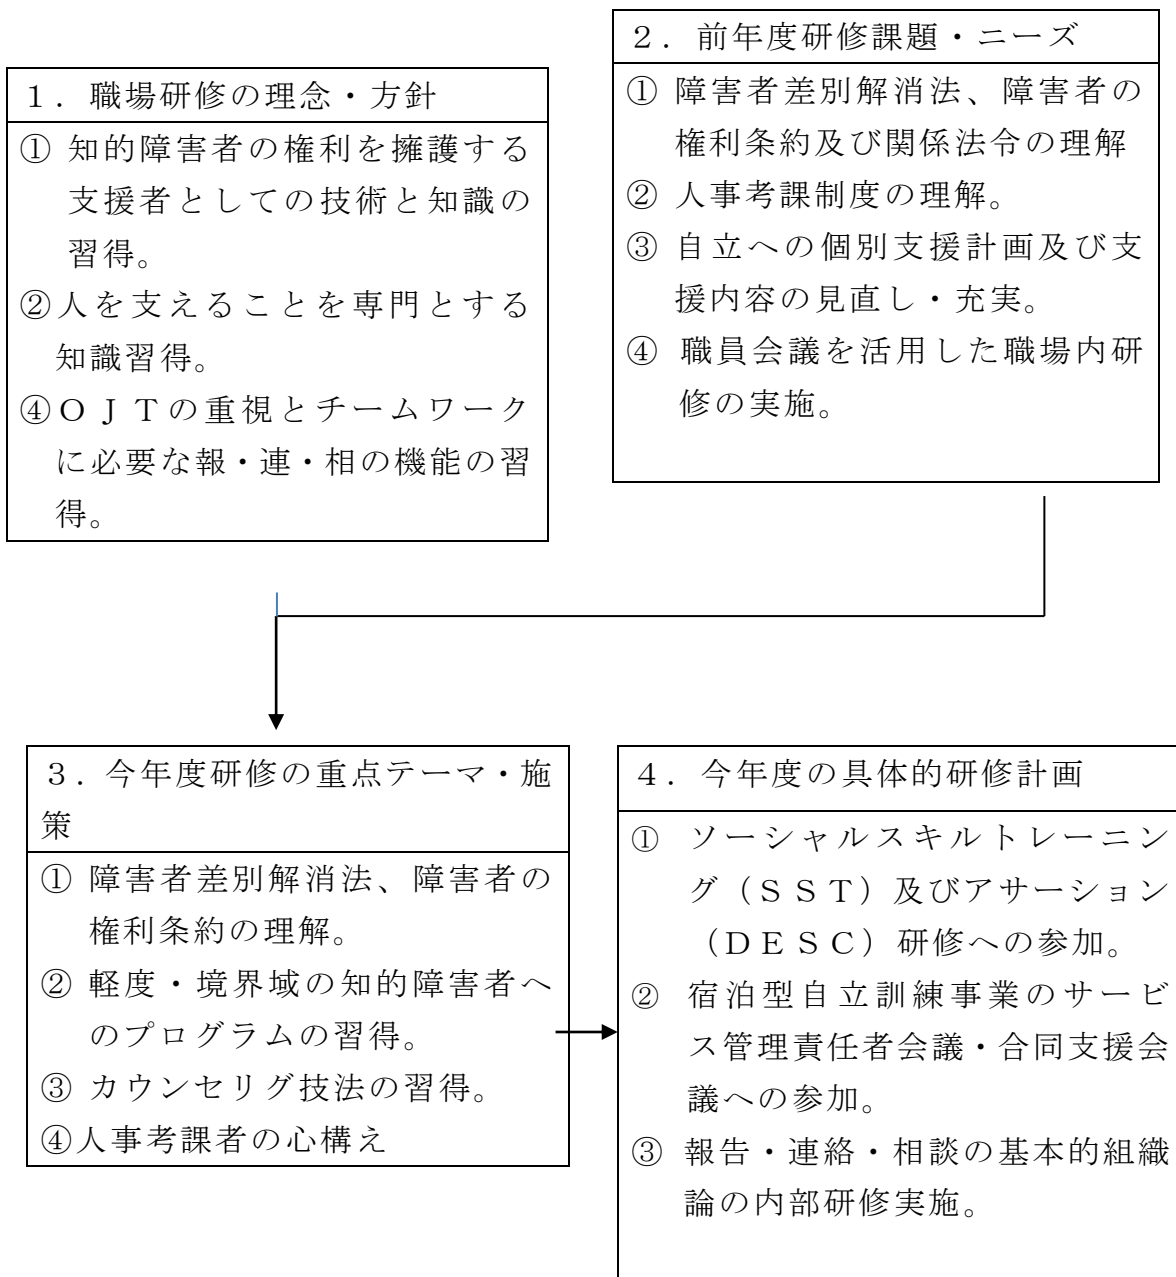 １．職場研修の理念・方針
① 知的障害者の権利を擁護する
支援者としての技術と知識の
習得。
②人を支えることを専門とする
知識習得。
④ＯＪＴの重視とチームワーク
に必要な報・連・相の機能の習
得。
２．前年度研修課題・ニーズ
① 障害者差別解消法、障害者の
権利条約及び関係法令の理解
② 人事考課制度の理解。
③ 自立への個別支援計画及び支
援内容の見直し・充実。
④ 職員会議を活用した職場内研
修の実施。
３．今年度研修の重点テーマ・施
策
① 障害者差別解消法、障害者の
権利条約の理解。
② 軽度・境界域の知的障害者へ
のプログラムの習得。
③ カウンセリグ技法の習得。
④人事考課者の心構え
４．今年度の具体的研修計画
① ソーシャルスキルトレーニン
グ（ＳＳＴ）及びアサーション
（ＤＥＳＣ）研修への参加。
② 宿泊型自立訓練事業のサービ
ス管理責任者会議・合同支援会
議への参加。
③ 報告・連絡・相談の基本的組織
論の内部研修実施。